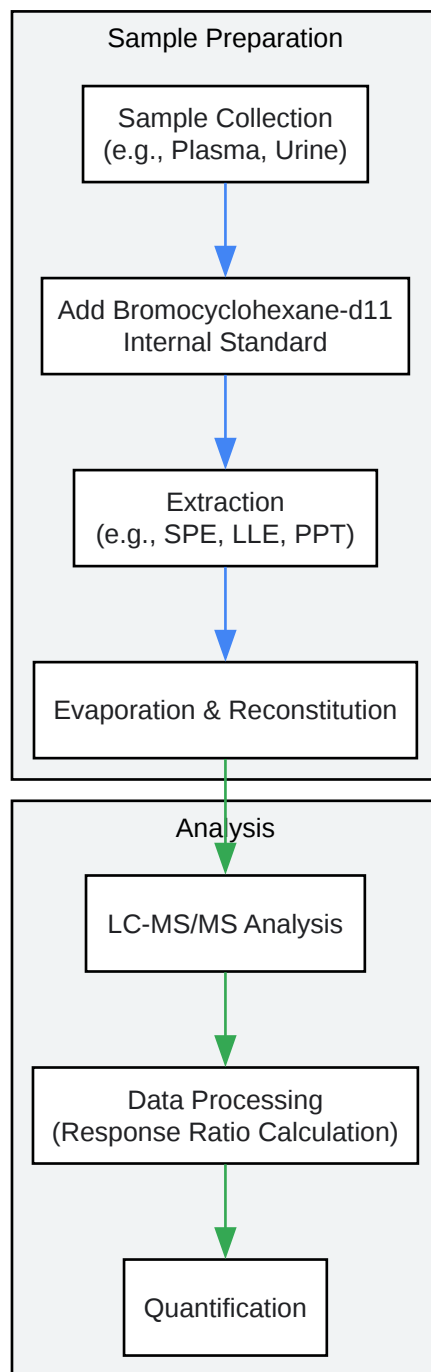 Sample Preparation
Sample Collection
(e.g., Plasma, Urine)
Add Bromocyclohexane-d11
Internal Standard
Extraction
(e.g., SPE, LLE, PPT)
Evaporation & Reconstitution
Analysis
LC-MS/MS Analysis
Data Processing
(Response Ratio Calculation)
Quantification